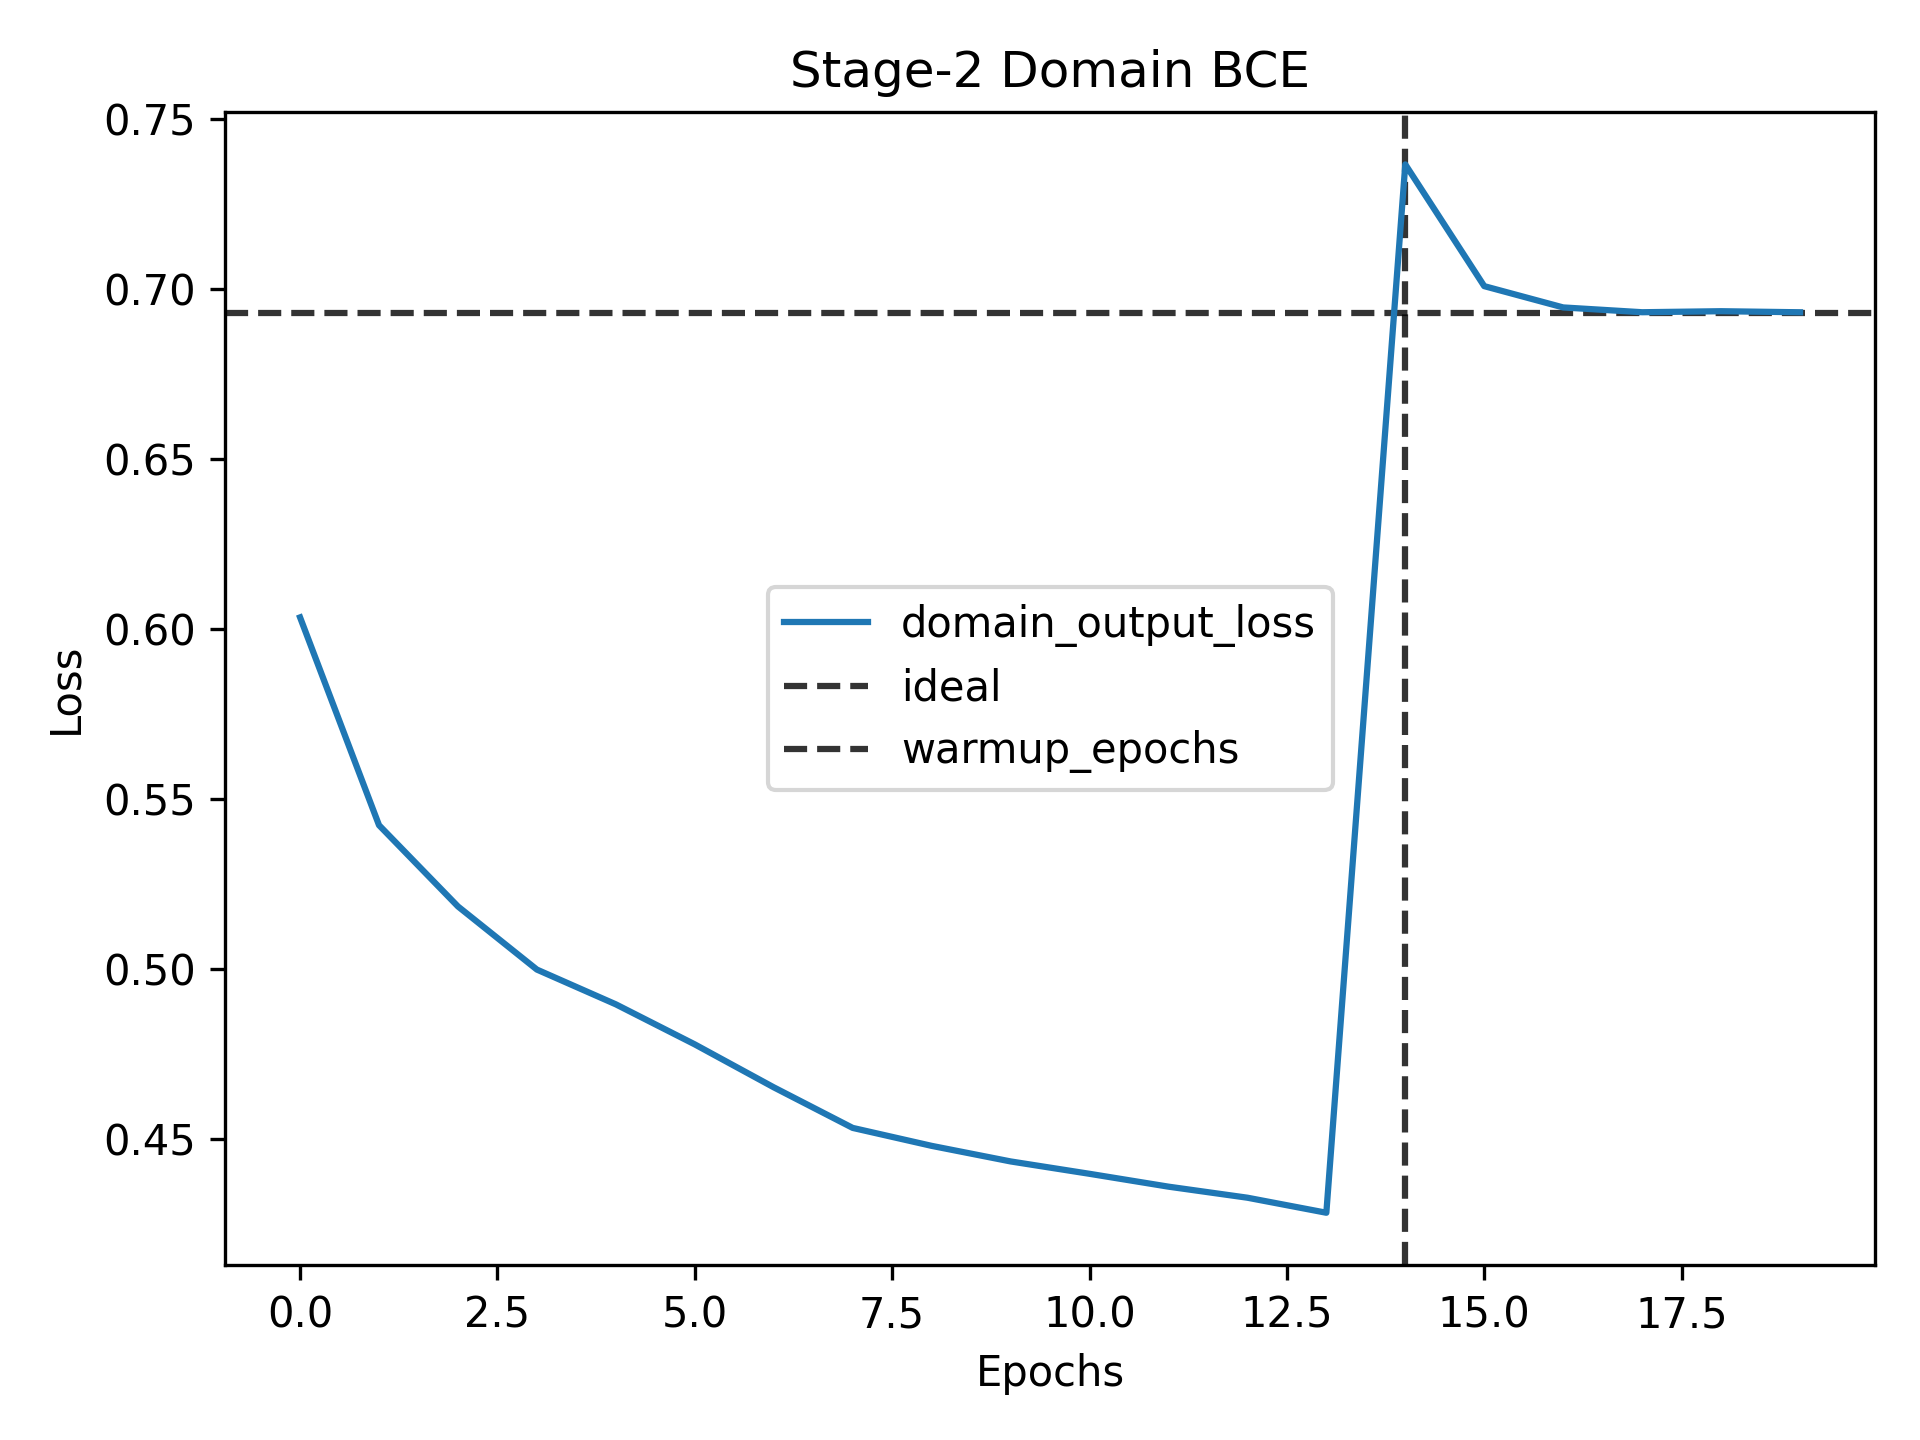 Stage-2 Domain BCE
0.75
0.70
0.65
0.60
0.55
0.50
0.45
Loss
domain_output_loss
ideal
warmup_epochs
0.0 2.5 5.0 7.5 10.0 12.5 15.0 17.5
Epochs